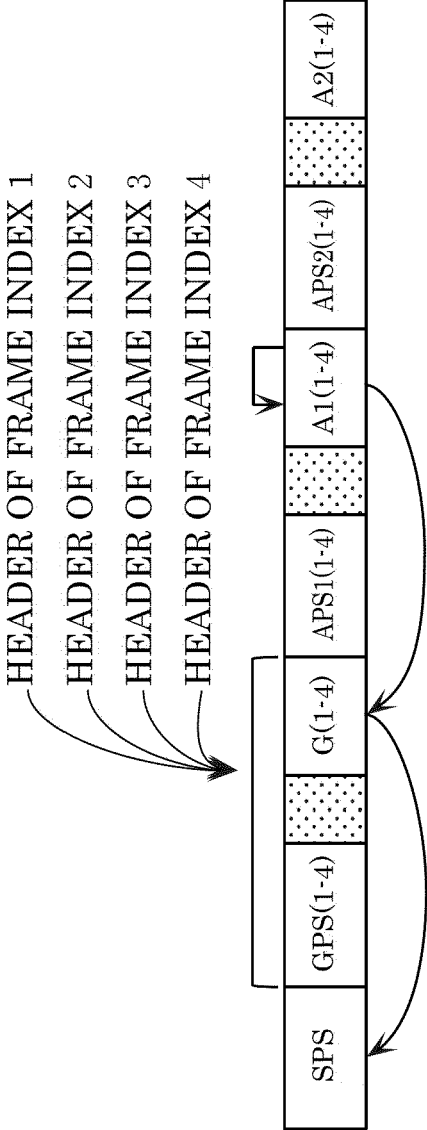 HEADER OF FRAME INDEX 1
HEADER OF FRAME INDEX 2
HEADER OF FRAME INDEX 3
HEADER OF FRAME INDEX 4
SPS
GPS(1-4)
G(1-4)
APS1(1-4)
A1(1-4)
APS2(1-4)
A2(1-4)